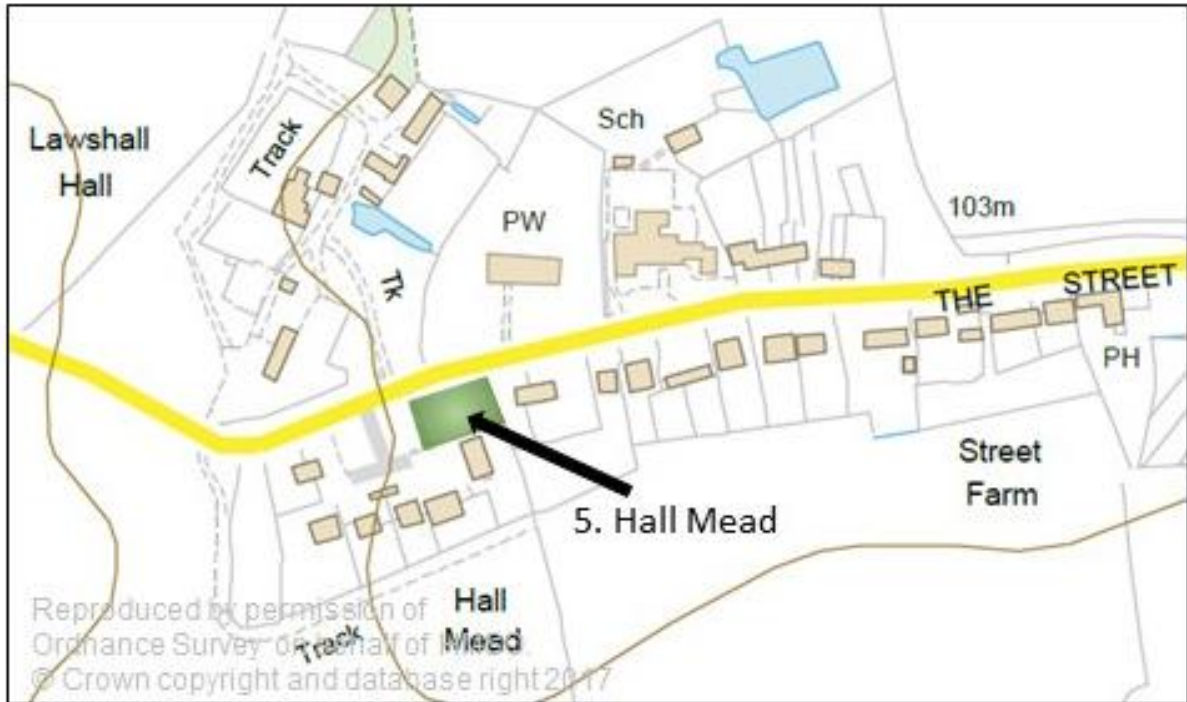 Lawshall
Hall
Track
Sch
PW
103m
Tk
THE STREET
PH
Street
Farm
5. Hall Mead
Hall
Mead
Track
Reproduced by permission of
Ordnance Survey on behalf of
© Crown copyright and database right 2017